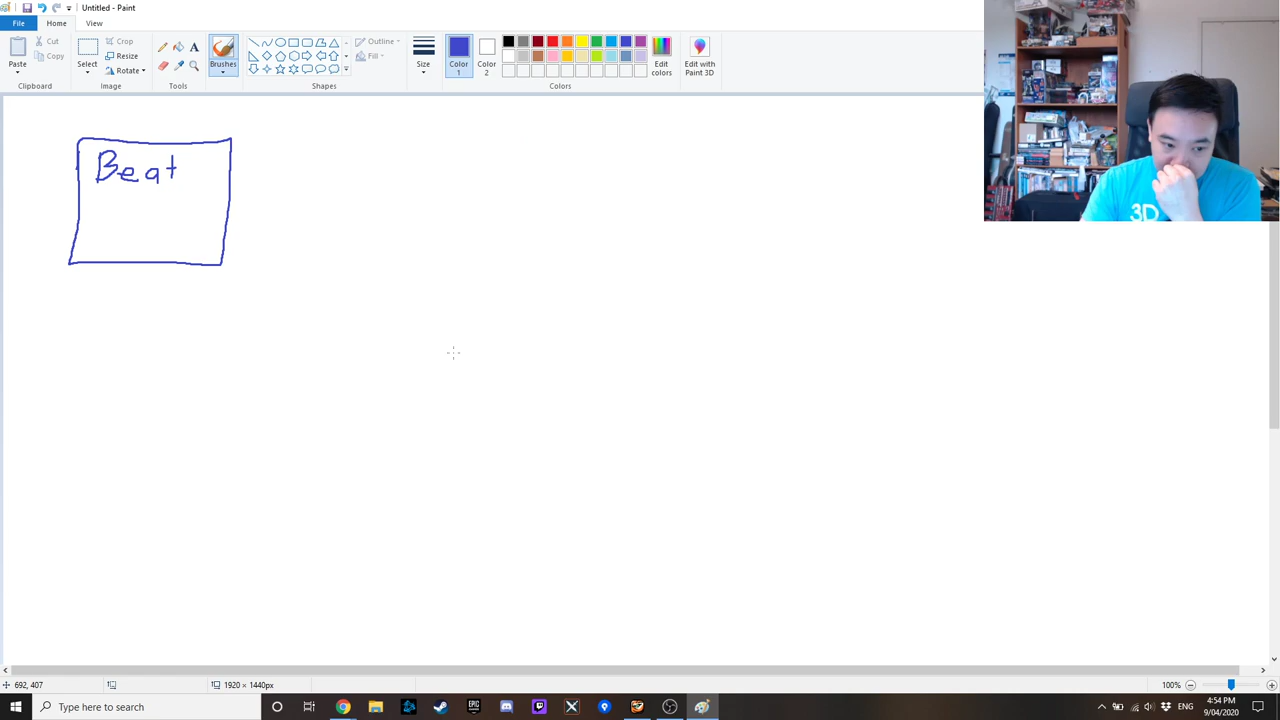 Untitled - Paint
File
Home
View
Paste
Cut
Copy
Clipboard
Select
Crop
Resize
Rotate
Image
A
Tools
Brushes
Shapes
Outline
Fill
Size
Color 1
Color 2
Edit colors
Edit with Paint 3D
Colors
Beat
3D
692, 407
1920 × 1440px
100%
Type here to search
EPIC
ENG
4:54 PM
9/04/2020